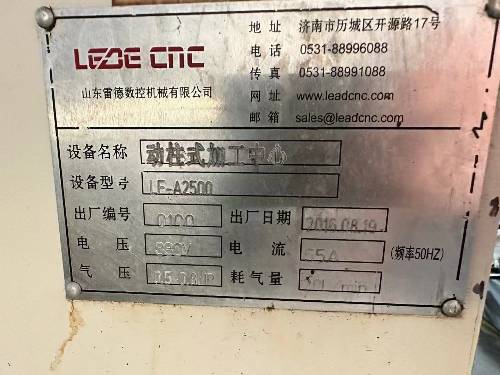 LEDE CNC
山东雷德数控机械有限公司
地 址 济南市历城区开源路17号
电 话 0531-88996088
传 真 0531-88991088
网 址 www.leadcnc.com
邮 箱 sales@leadcnc.com
设备名称 动柱式加工中心
设备型号 LE-A2500
出厂编号 0100 出厂日期 2016.08.19
电 压 380V 电 流 (频率50HZ)
气 压 耗气量 L/min